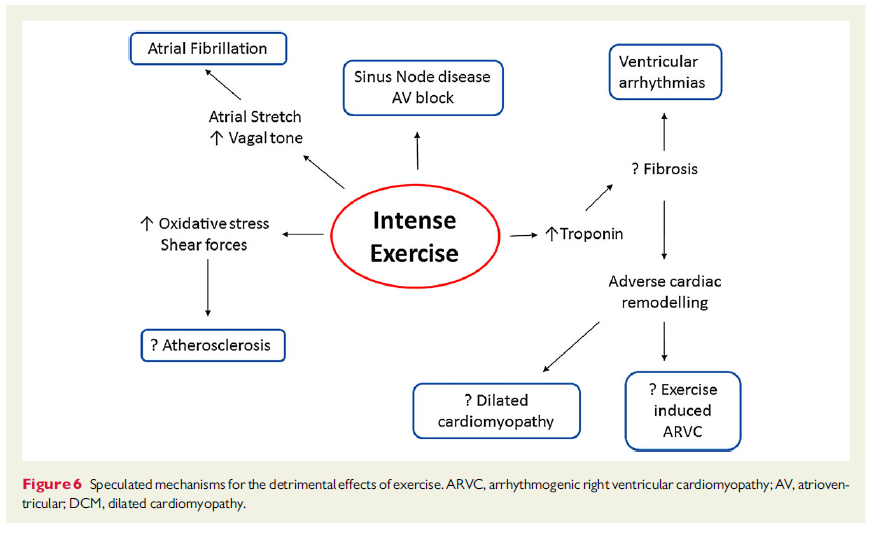 Atrial Fibrillation
Atrial Stretch
↑ Vagal tone
Sinus Node disease
AV block
Ventricular
arrhythmias
? Fibrosis
↑ Oxidative stress
Shear forces
Intense
Exercise
↑Troponin
Adverse cardiac
remodelling
? Atherosclerosis
? Dilated
cardiomyopathy
? Exercise
induced
ARVC
Figure 6 Speculated mechanisms for the detrimental effects of exercise. ARVC, arrhythmogenic right ventricular cardiomyopathy; AV, atrioven-
tricular; DCM, dilated cardiomyopathy.